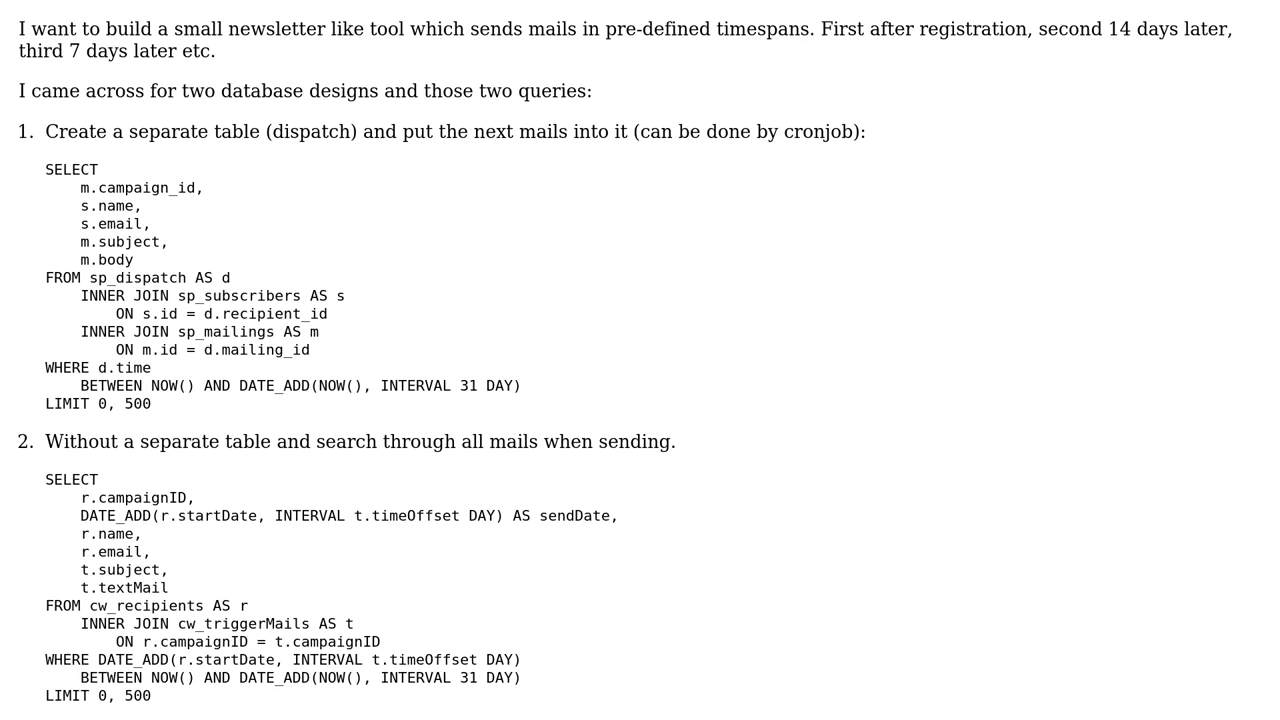 I want to build a small newsletter like tool which sends mails in pre-defined timespans. First after registration, second 14 days later,
third 7 days later etc.
I came across for two database designs and those two queries:
1. Create a separate table (dispatch) and put the next mails into it (can be done by cronjob):
SELECT
    m.campaign_id,
    s.name,
    s.email,
    m.subject,
    m.body
FROM sp_dispatch AS d
    INNER JOIN sp_subscribers AS s
        ON s.id = d.recipient_id
    INNER JOIN sp_mailings AS m
        ON m.id = d.mailing_id
WHERE d.time
    BETWEEN NOW() AND DATE_ADD(NOW(), INTERVAL 31 DAY)
LIMIT 0, 500
2. Without a separate table and search through all mails when sending.
SELECT
    r.campaignID,
    DATE_ADD(r.startDate, INTERVAL t.timeOffset DAY) AS sendDate,
    r.name,
    r.email,
    t.subject,
    t.textMail
FROM cw_recipients AS r
    INNER JOIN cw_triggerMails AS t
        ON r.campaignID = t.campaignID
WHERE DATE_ADD(r.startDate, INTERVAL t.timeOffset DAY)
    BETWEEN NOW() AND DATE_ADD(NOW(), INTERVAL 31 DAY)
LIMIT 0, 500